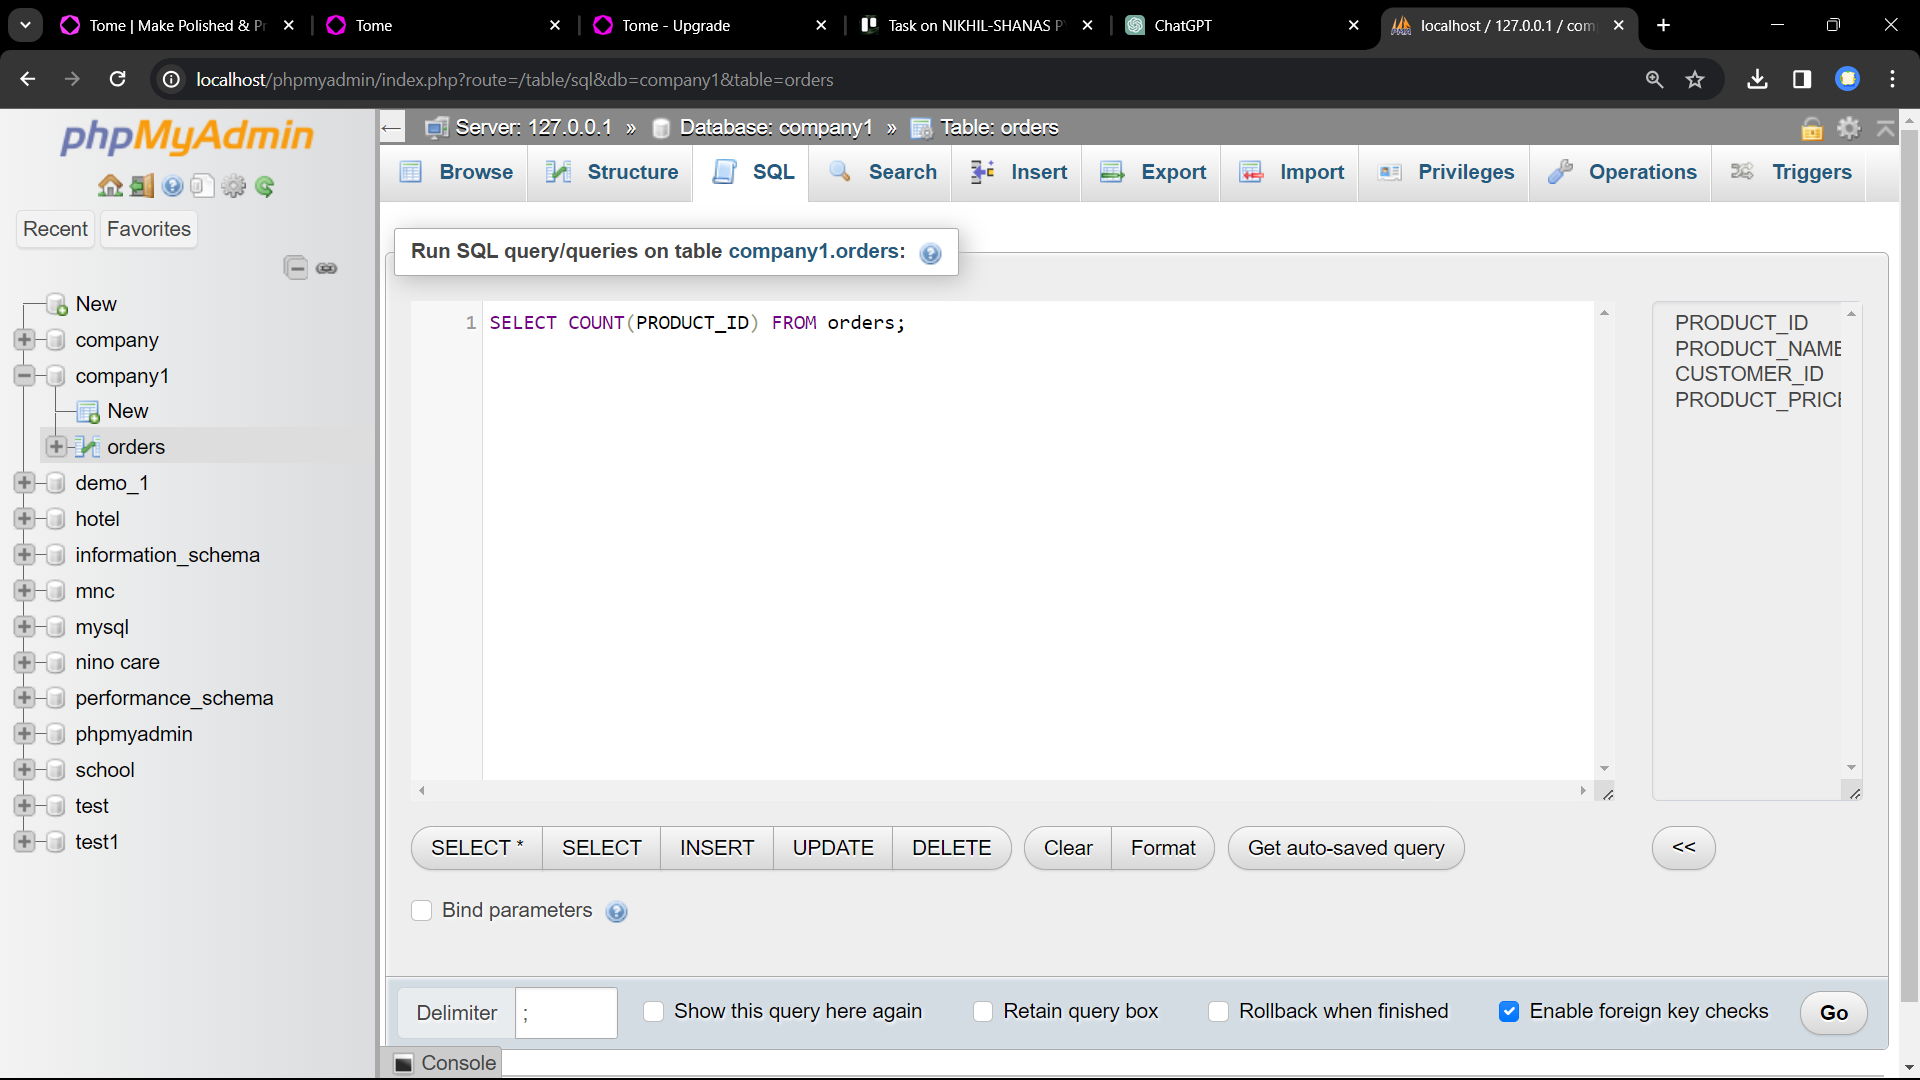 Tome | Make Polished & Pr
Tome
Tome - Upgrade
Task on NIKHIL-SHANAS P
ChatGPT
localhost / 127.0.0.1 / com
localhost/phpmyadmin/index.php?route=/table/sql&db=company1&table=orders
phpMyAdmin
Recent
Favorites
New
company
company1
New
orders
demo_1
hotel
information_schema
mnc
mysql
nino care
performance_schema
phpmyadmin
school
test
test1
Server: 127.0.0.1 » Database: company1 » Table: orders
Browse
Structure
SQL
Search
Insert
Export
Import
Privileges
Operations
Triggers
Run SQL query/queries on table company1.orders:
1 SELECT COUNT(PRODUCT_ID) FROM orders;
PRODUCT_ID
PRODUCT_NAME
CUSTOMER_ID
PRODUCT_PRICE
SELECT *
SELECT
INSERT
UPDATE
DELETE
Clear
Format
Get auto-saved query
<<
Bind parameters
Delimiter ;
Show this query here again
Retain query box
Rollback when finished
Enable foreign key checks
Go
Console